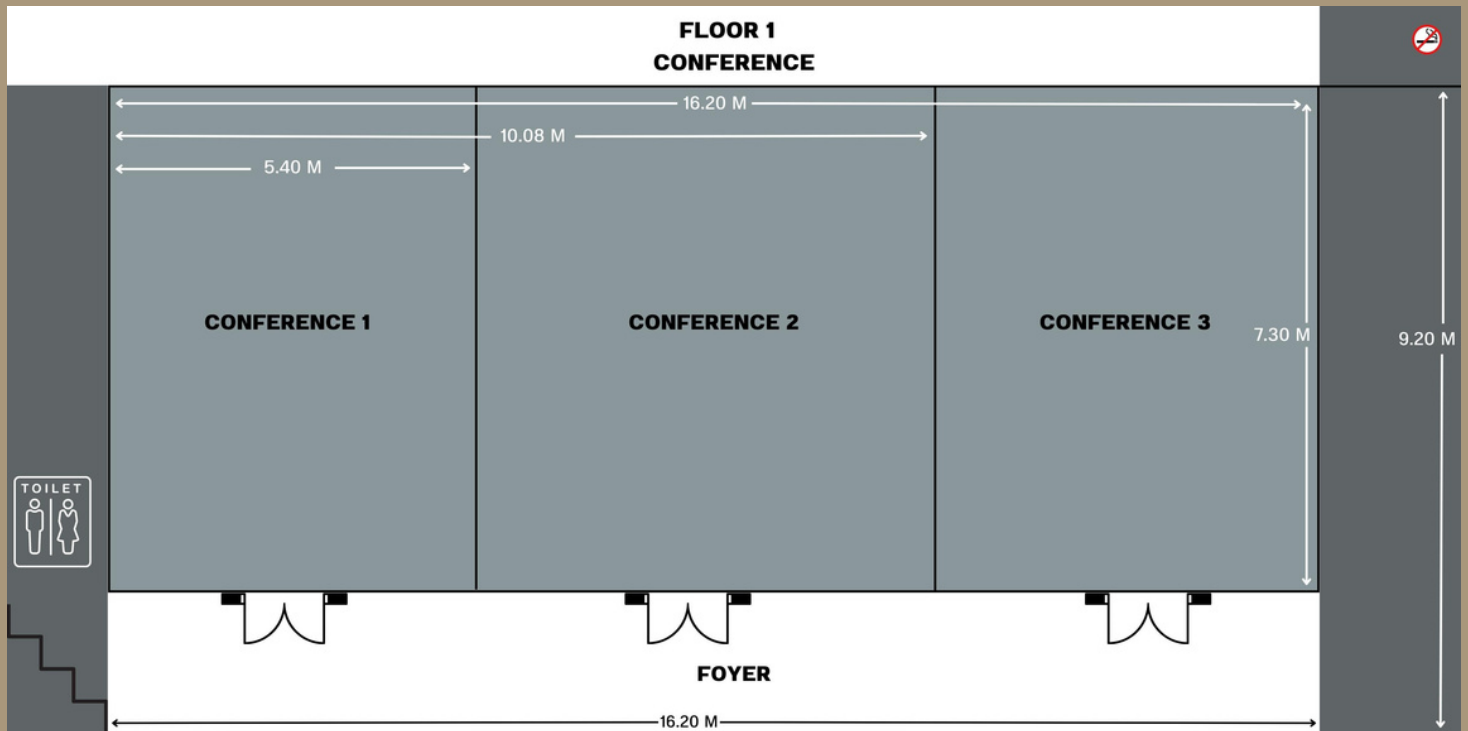 FLOOR 1
CONFERENCE
16.20 M
10.08 M
5.40 M
CONFERENCE 1
CONFERENCE 2
CONFERENCE 3
7.30 M
9.20 M
TOILET
FOYER
16.20 M